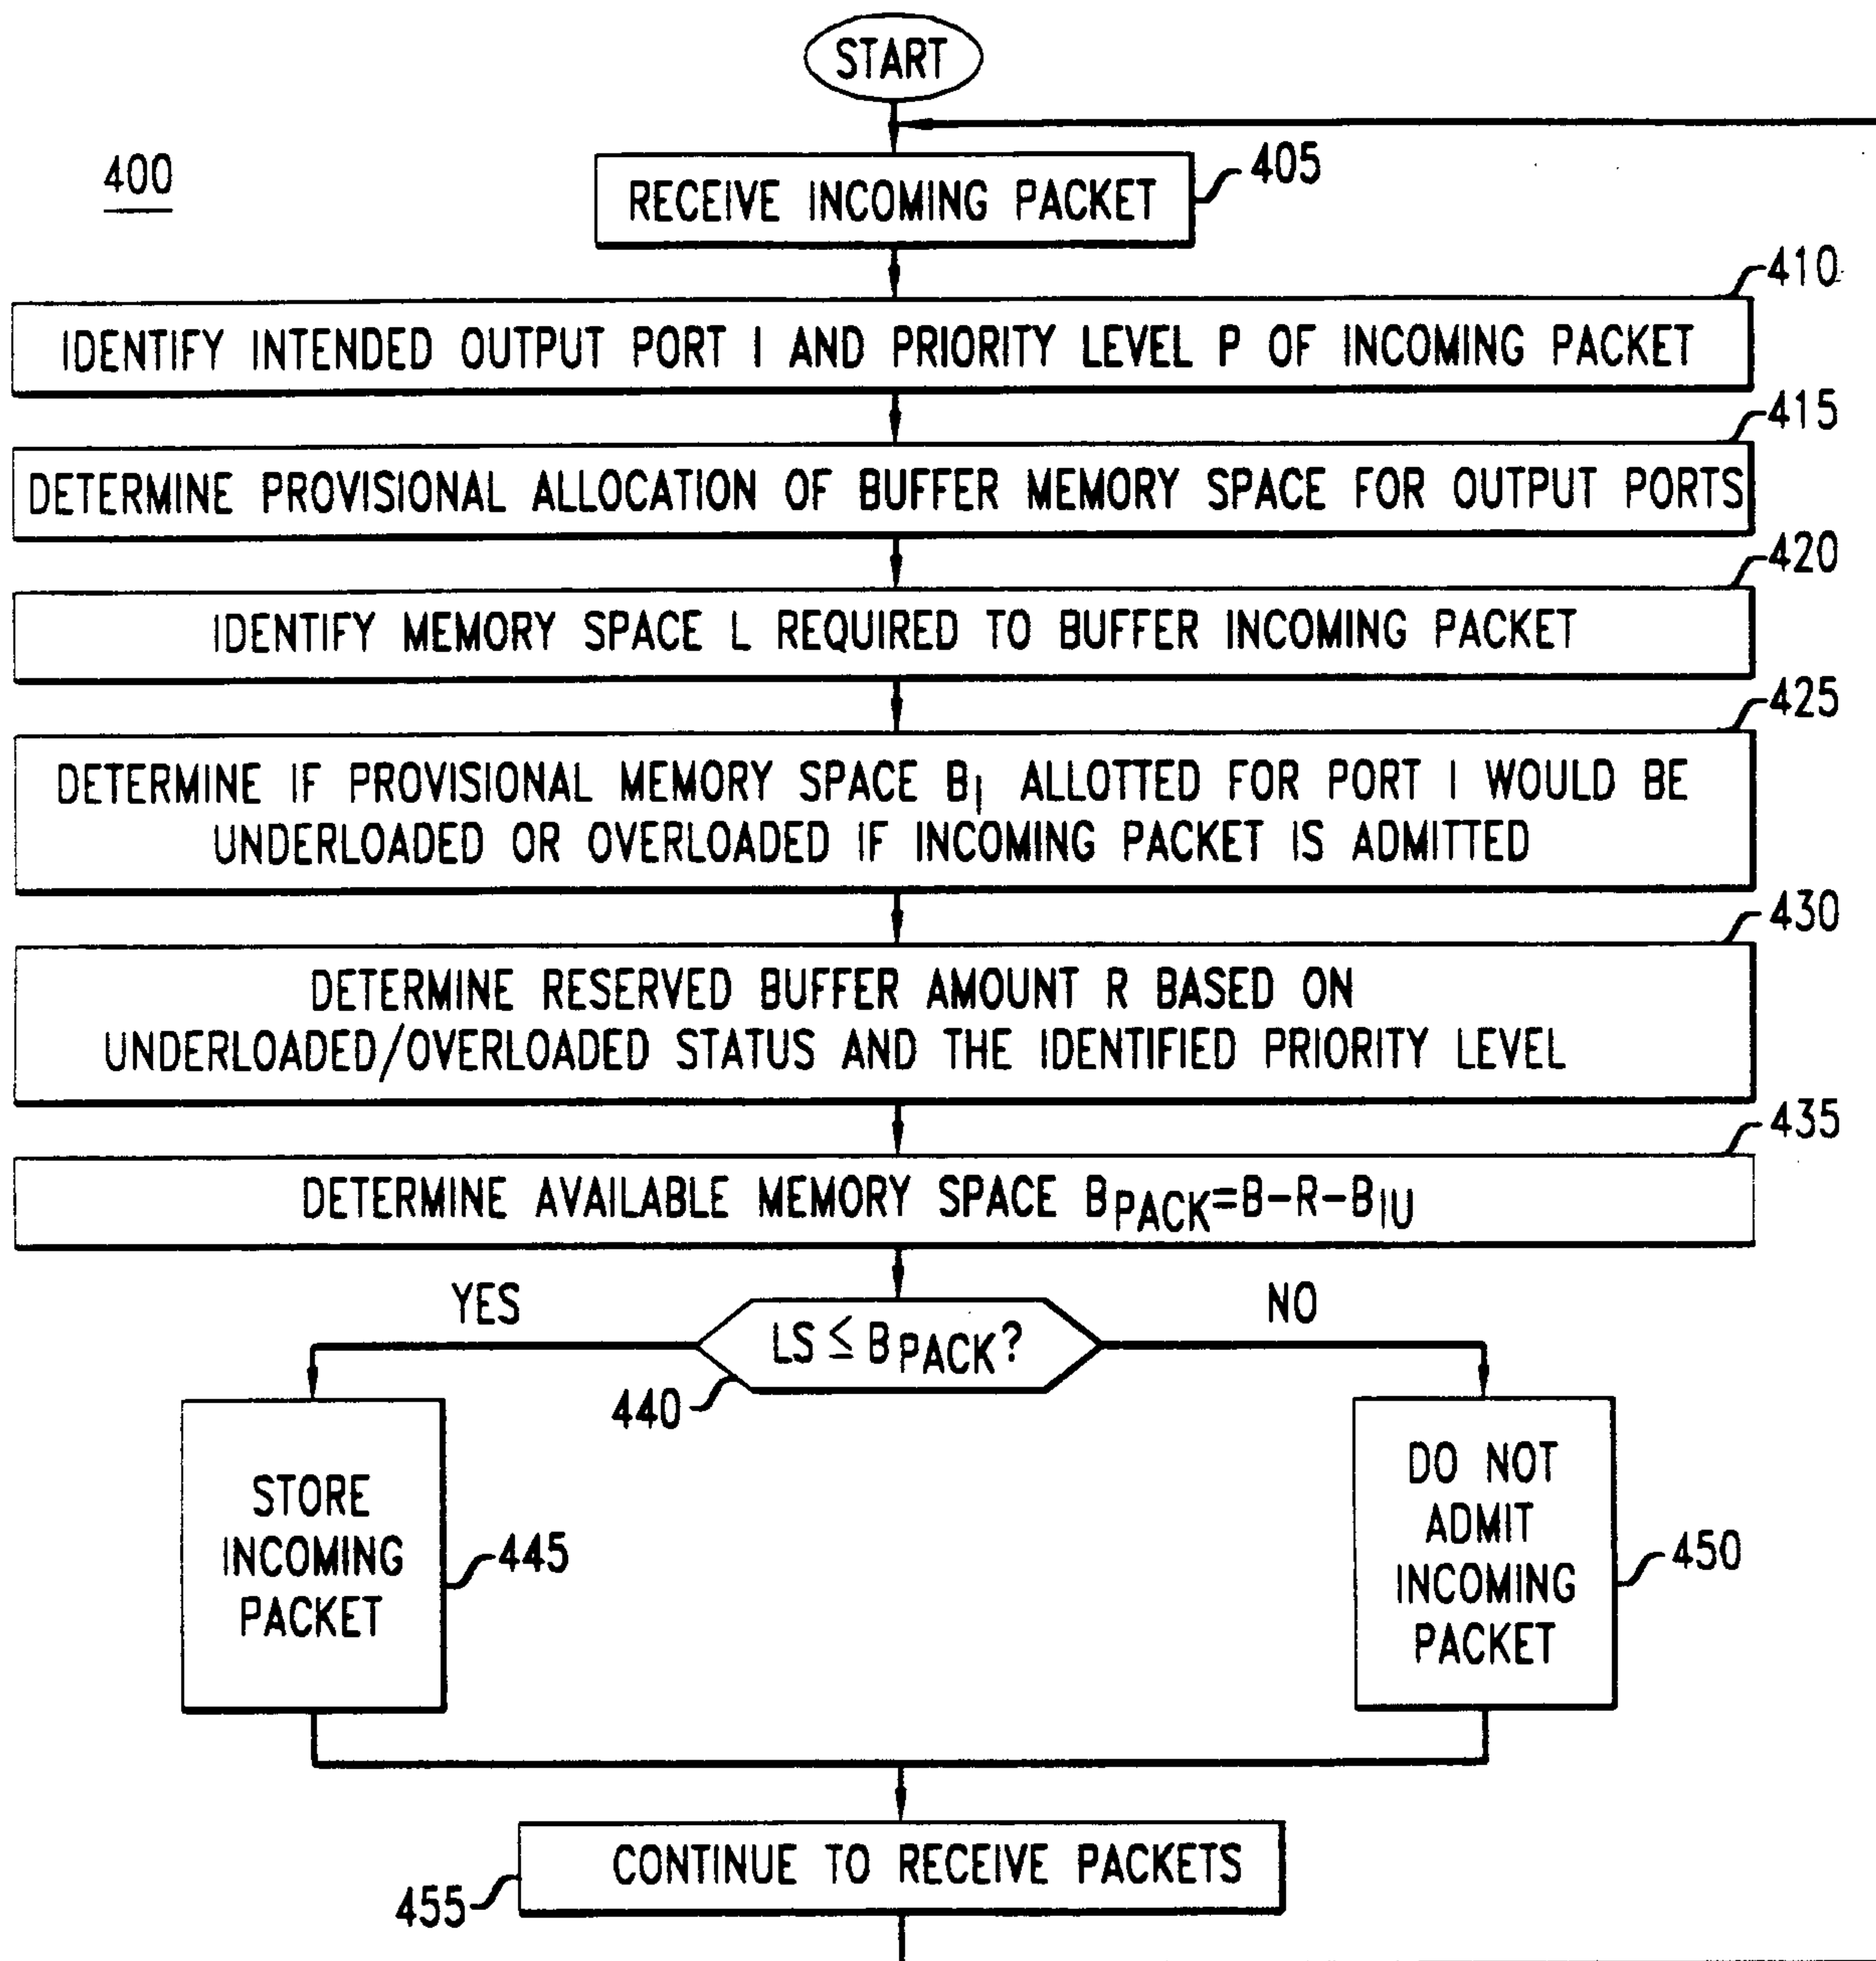 START
400
RECEIVE INCOMING PACKET
405
410
IDENTIFY INTENDED OUTPUT PORT I AND PRIORITY LEVEL P OF INCOMING PACKET
415
DETERMINE PROVISIONAL ALLOCATION OF BUFFER MEMORY SPACE FOR OUTPUT PORTS
420
IDENTIFY MEMORY SPACE L REQUIRED TO BUFFER INCOMING PACKET
425
DETERMINE IF PROVISIONAL MEMORY SPACE BI ALLOTTED FOR PORT I WOULD BE
UNDERLOADED OR OVERLOADED IF INCOMING PACKET IS ADMITTED
430
DETERMINE RESERVED BUFFER AMOUNT R BASED ON
UNDERLOADED/OVERLOADED STATUS AND THE IDENTIFIED PRIORITY LEVEL
435
DETERMINE AVAILABLE MEMORY SPACE BPACK=B-R-BIU
YES
NO
LS ≤ BPACK?
440
STORE
INCOMING
PACKET
445
DO NOT
ADMIT
INCOMING
PACKET
450
CONTINUE TO RECEIVE PACKETS
455